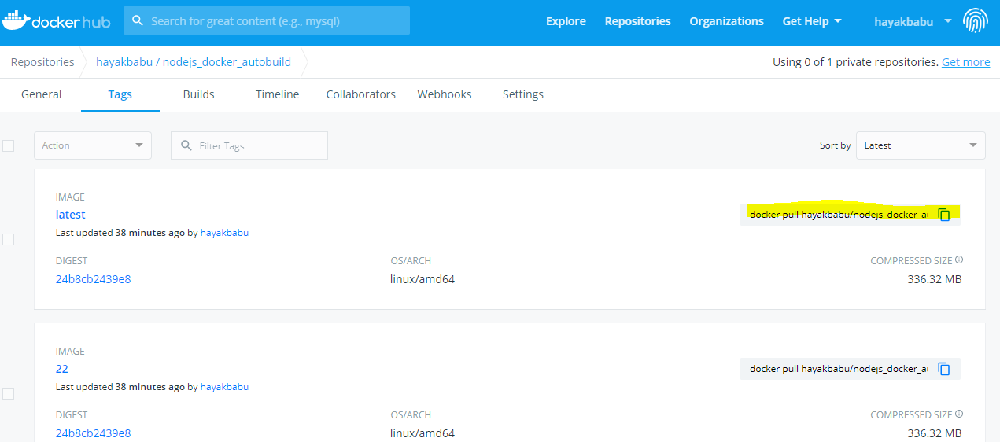 docker hub
Search for great content (e.g., mysql)
Explore
Repositories
Organizations
Get Help
hayakbabu
Repositories
hayakbabu / nodejs_docker_autobuild
Using 0 of 1 private repositories. Get more
General
Tags
Builds
Timeline
Collaborators
Webhooks
Settings
Action
Filter Tags
Sort by
Latest
IMAGE
latest
docker pull hayakbabu/nodejs_docker_a
Last updated 38 minutes ago by hayakbabu
DIGEST
OS/ARCH
COMPRESSED SIZE
24b8cb2439e8
linux/amd64
336.32 MB
IMAGE
22
docker pull hayakbabu/nodejs_docker_a
Last updated 38 minutes ago by hayakbabu
DIGEST
OS/ARCH
COMPRESSED SIZE
24b8cb2439e8
linux/amd64
336.32 MB